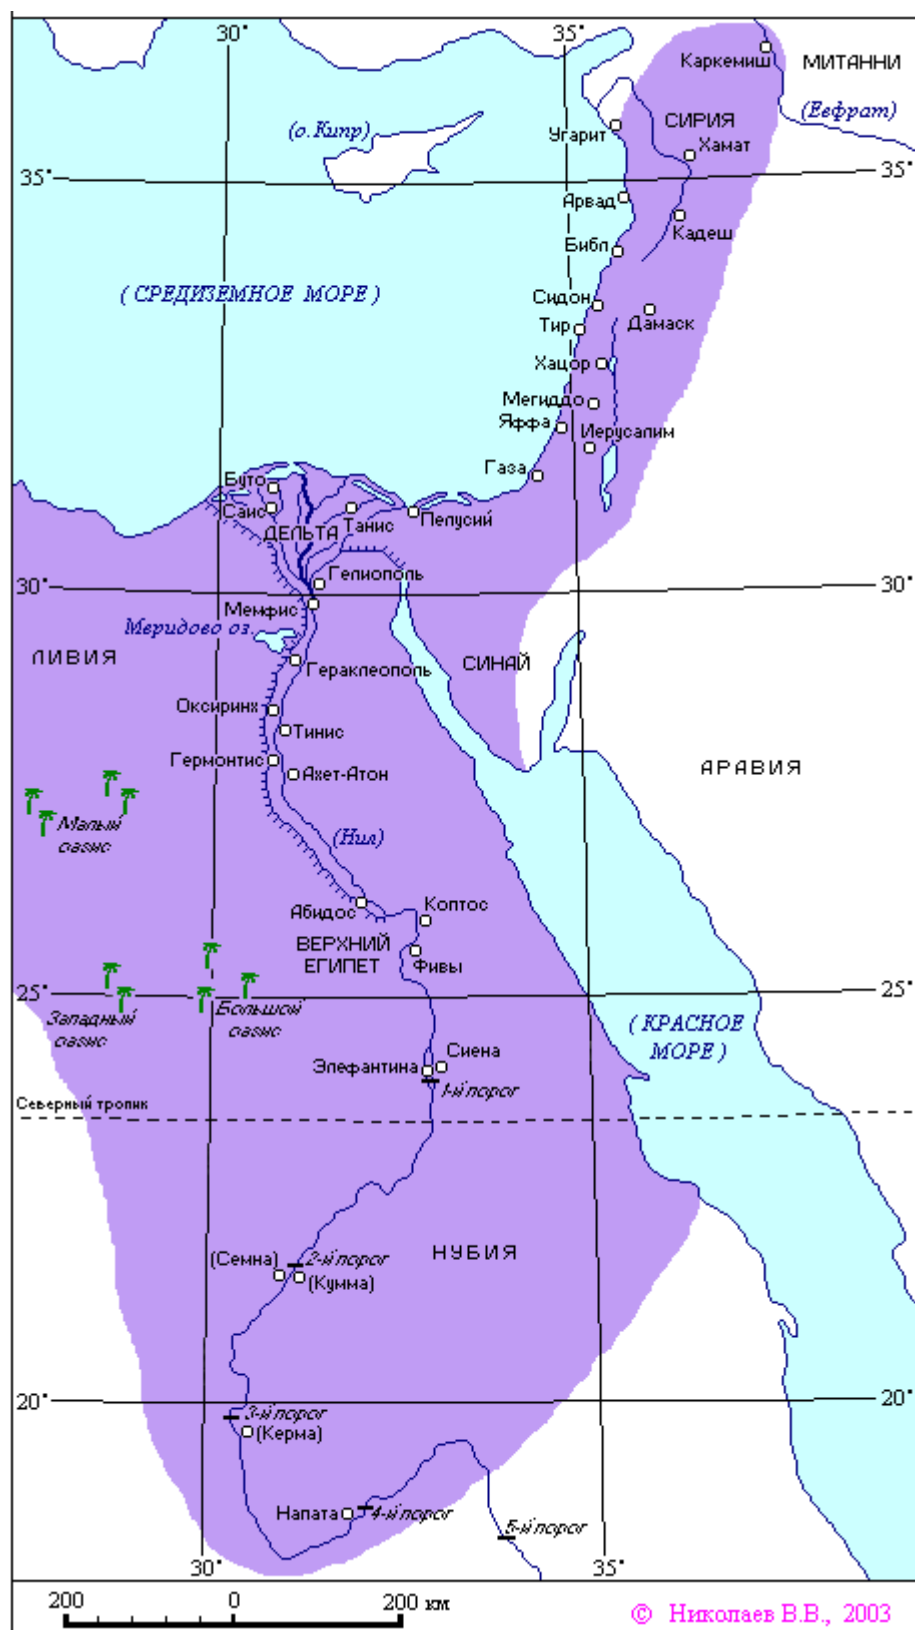 30°
35°
Каркемиш
МИТАННИ
(Евфрат)
(о.Кипр)
Угарит
СИРИЯ
Хамат
35°
35°
Арвад
Кадеш
Библ
( СРЕДИЗЕМНОЕ МОРЕ )
Сидон
Дамаск
Тир
Хацор
Мегиддо
Яффа
Иерусалим
Газа
Буто
Саис
ДЕЛЬТА
Танис
Пелусий
30°
30°
Гелиополь
Мемфис
Меридово оз.
ЛИВИЯ
Гераклеополь
СИНАЙ
Оксиринх
Тинис
Гермонтис
Ахет-Атон
АРАВИЯ
Малый
оазис
(Нил)
Абидос
Коптос
ВЕРХНИЙ
ЕГИПЕТ
Фивы
25°
25°
Западный
оазис
Большой
оазис
( КРАСНОЕ
МОРЕ )
Элефантина
Сиена
1-й порог
Северный тропик
НУБИЯ
(Семна)
2-й порог
(Кумма)
20°
20°
3-й порог
(Керма)
Напата
4-й порог
5-й порог
30°
35°
200
0
200 км
© Николаев В.В., 2003